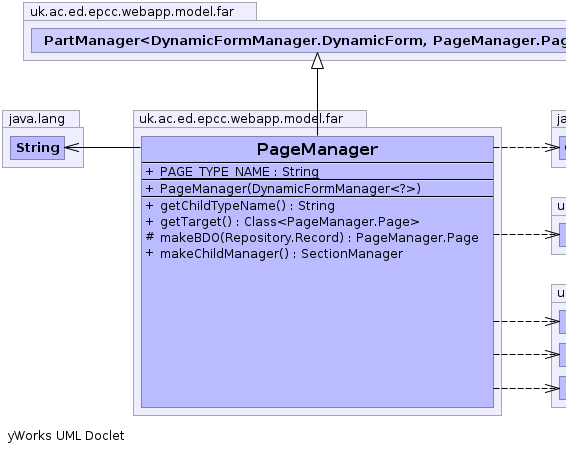 uk.ac.ed.epcc.webapp.model.far
PartManager<DynamicFormManager.DynamicForm, PageManager.Pag
java.lang
String
uk.ac.ed.epcc.webapp.model.far
PageManager
+ PAGE_TYPE_NAME : String
+ PageManager(DynamicFormManager<?>)
+ getChildTypeName() : String
+ getTarget() : Class<PageManager.Page>
# makeBDO(Repository.Record) : PageManager.Page
+ makeChildManager() : SectionManager
ja
u
u
yWorks UML Doclet